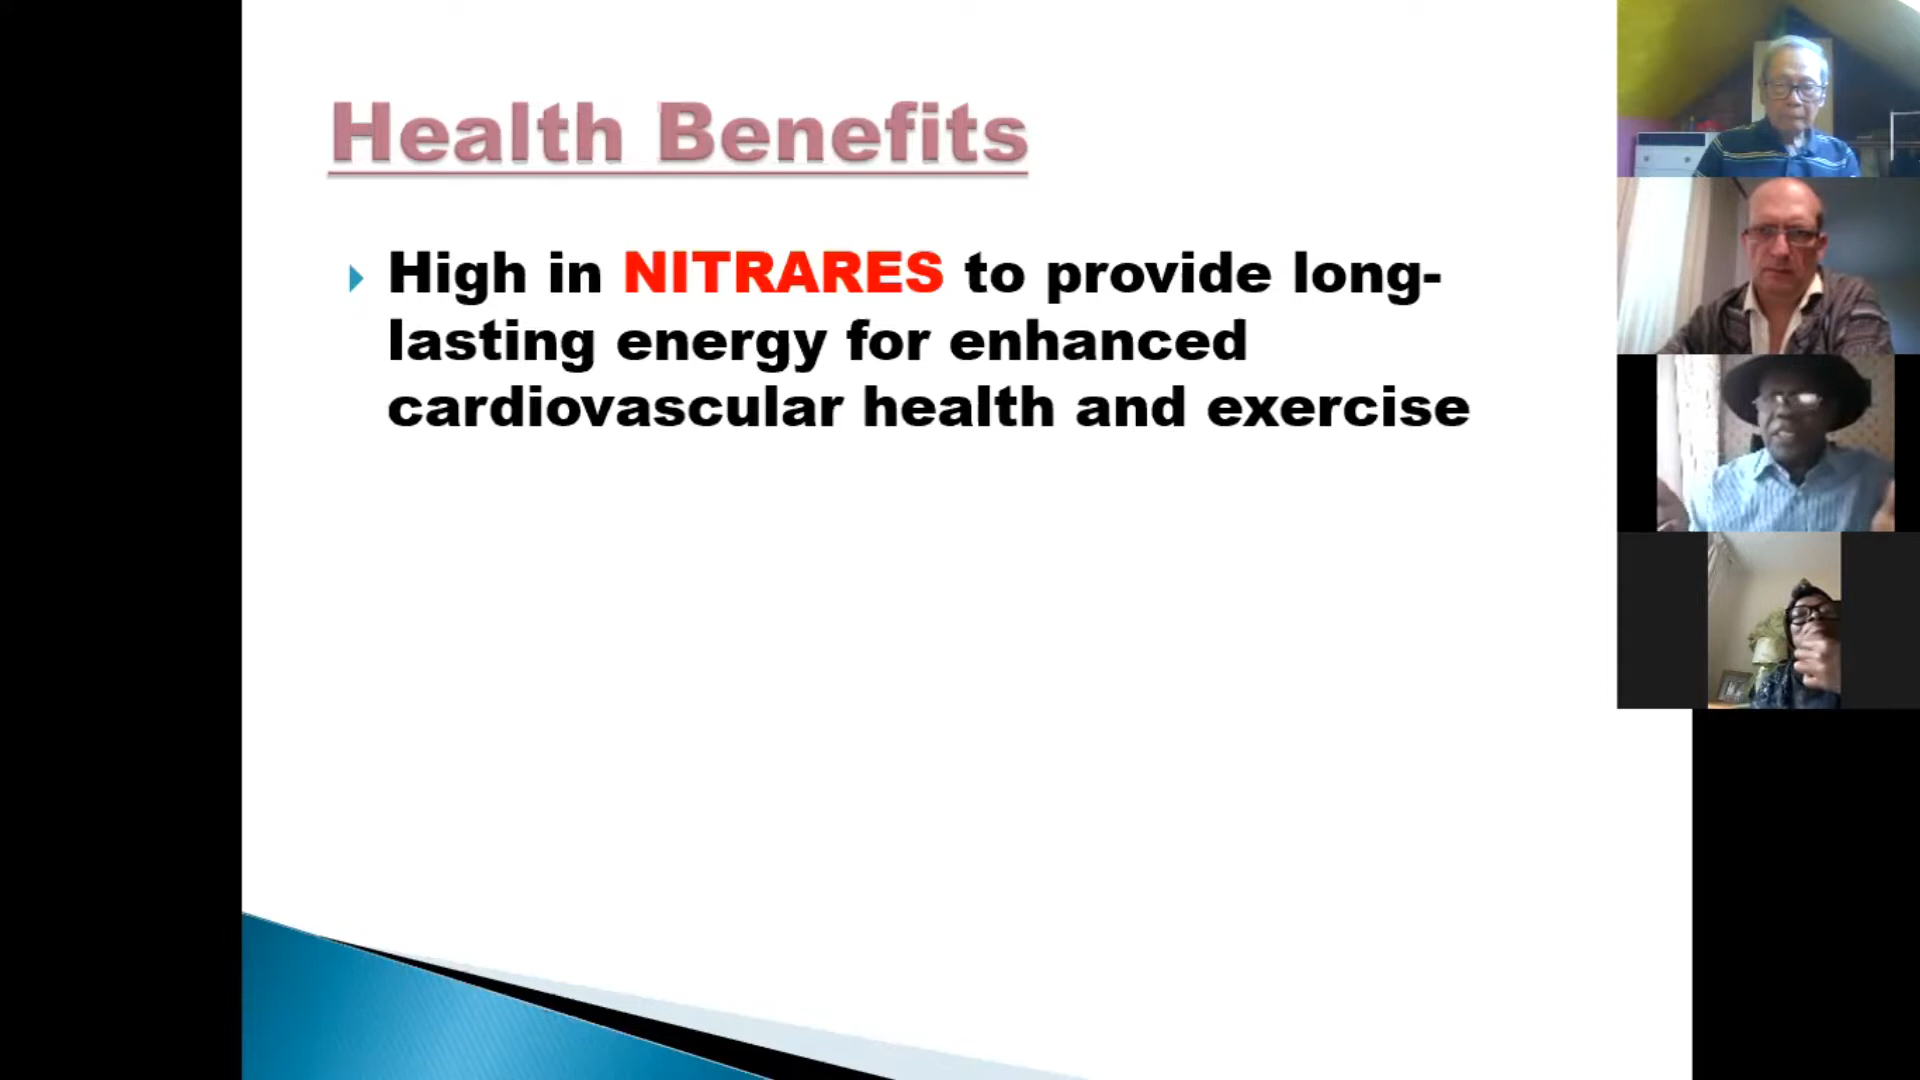 Health Benefits
High in NITRARES to provide long-
lasting energy for enhanced
cardiovascular health and exercise